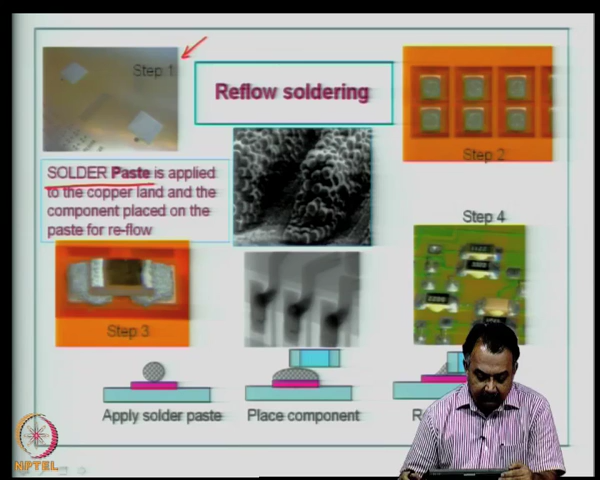 Step 1
Reflow soldering
Step 2
SOLDER Paste is applied
to the copper land and the
component placed on the
paste for re-flow
Step 4
Step 3
Apply solder paste
Place component
NPTEL